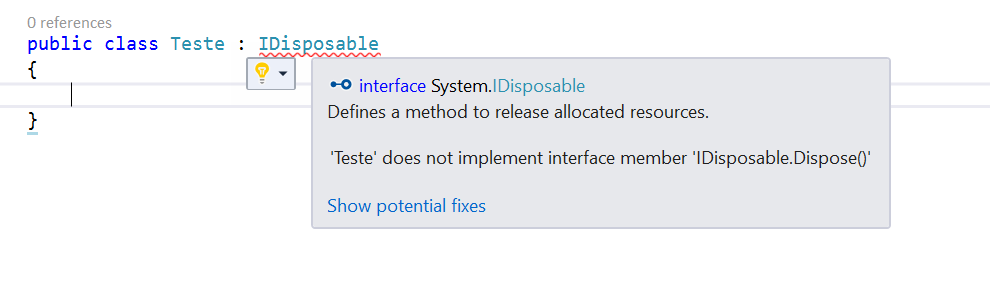 0 references
public class Teste : IDisposable
{
interface System.IDisposable
Defines a method to release allocated resources.
'Teste' does not implement interface member 'IDisposable.Dispose()'
Show potential fixes
}